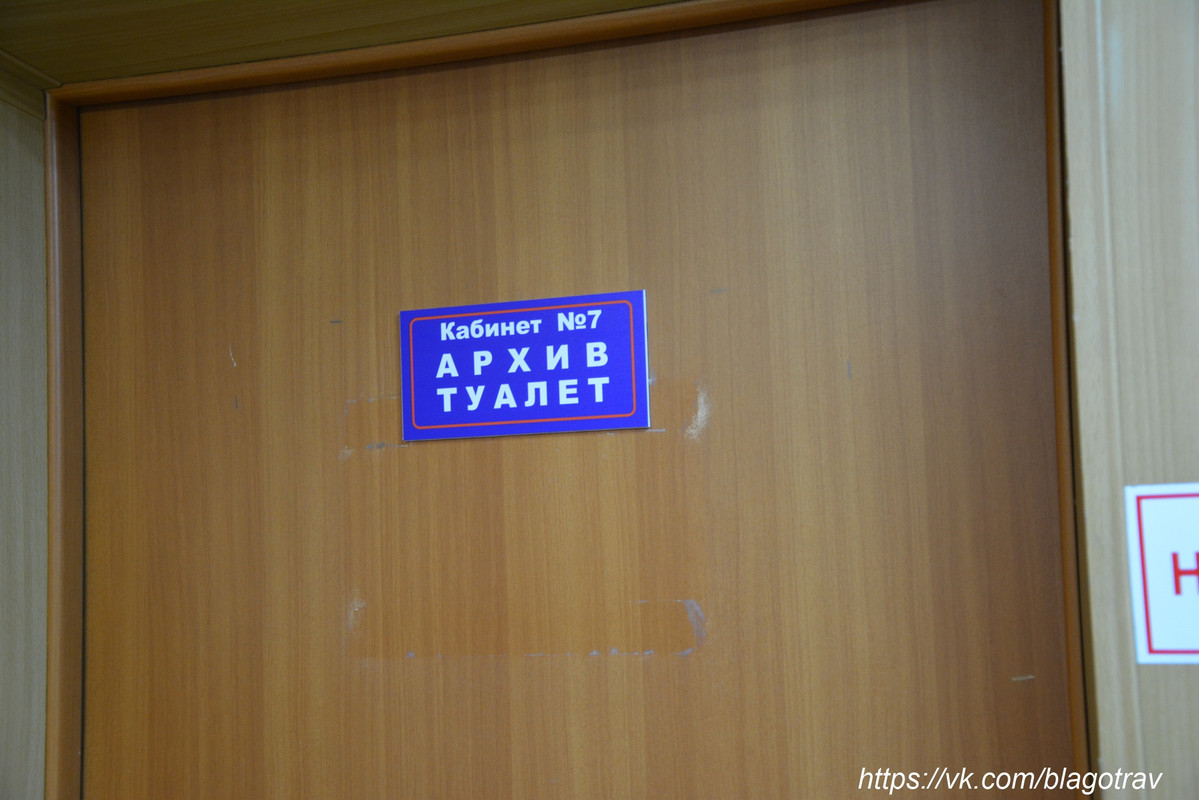 Кабинет №7
АРХИВ
ТУАЛЕТ
Н
https://vk.com/blagotrav